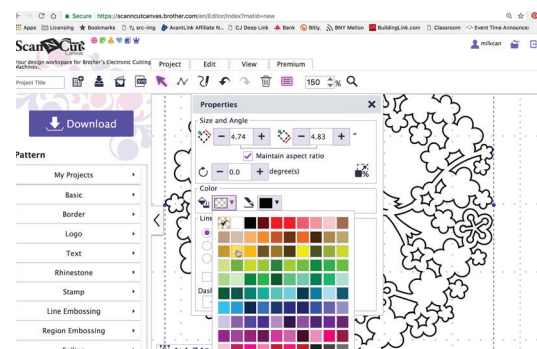 Secure https://scanncutcanvas.brother.com/en/Editor/Index?matid=new
Apps Licensing Bookmarks src-img AvantLink Affiliate N... CJ Deep Link Bank Bitly. BNY Mellon BuildingLink.com Classroom Event Time Announce
ScanNCut
Canvas
Your design workspace for Brother's Electronic Cutting
Machines.
milkcan
Project Edit View Premium
Project Title
150 %
Download
Pattern
My Projects
Basic
Border
Logo
Text
Rhinestone
Stamp
Line Embossing
Region Embossing
Properties
Size and Angle
4.74 4.83 "
Maintain aspect ratio
0.0 degree(s)
Color
Line
Dash